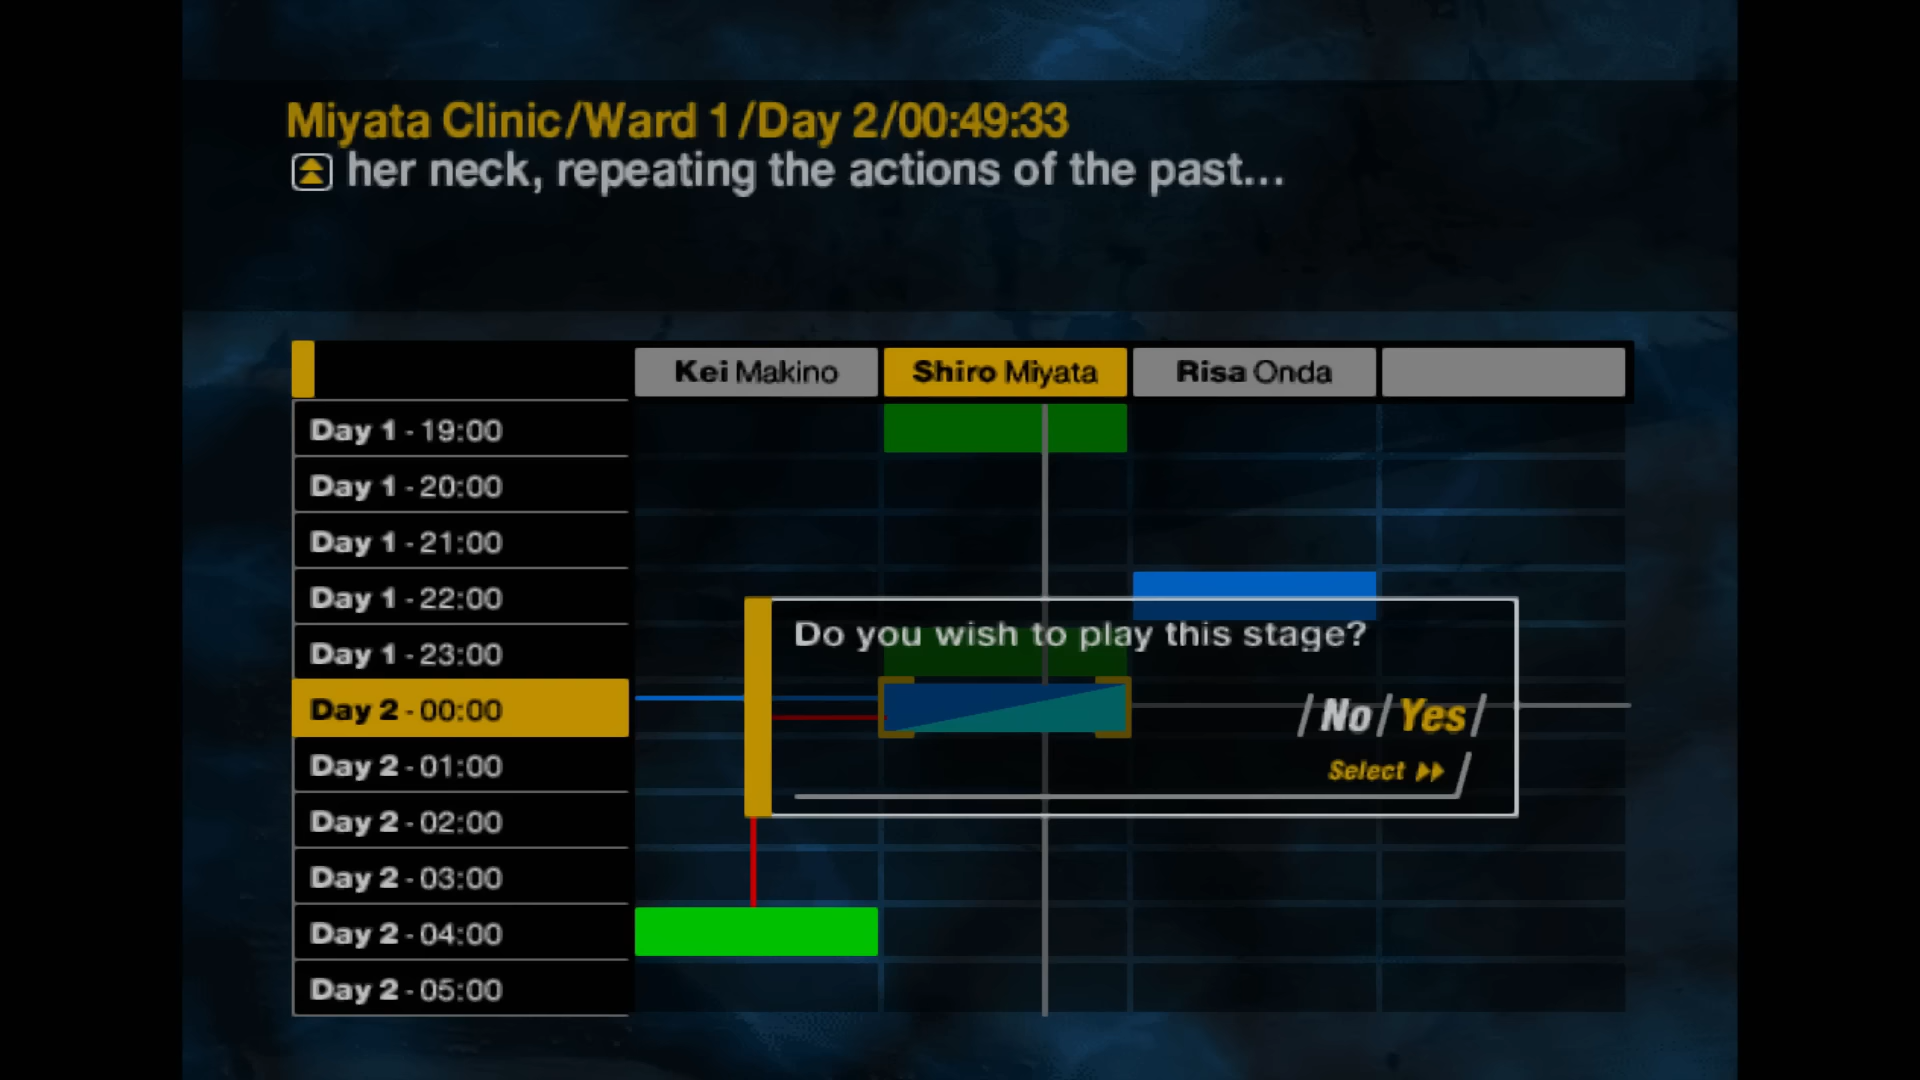 Miyata Clinic/Ward 1/Day 2/00:49:33
her neck, repeating the actions of the past...
Kei Makino
Shiro Miyata
Risa Onda
Day 1 - 19:00
Day 1 - 20:00
Day 1 - 21:00
Day 1 - 22:00
Day 1 - 23:00
Day 2 - 00:00
Day 2 - 01:00
Day 2 - 02:00
Day 2 - 03:00
Day 2 - 04:00
Day 2 - 05:00
Do you wish to play this stage?
/No/Yes/
Select